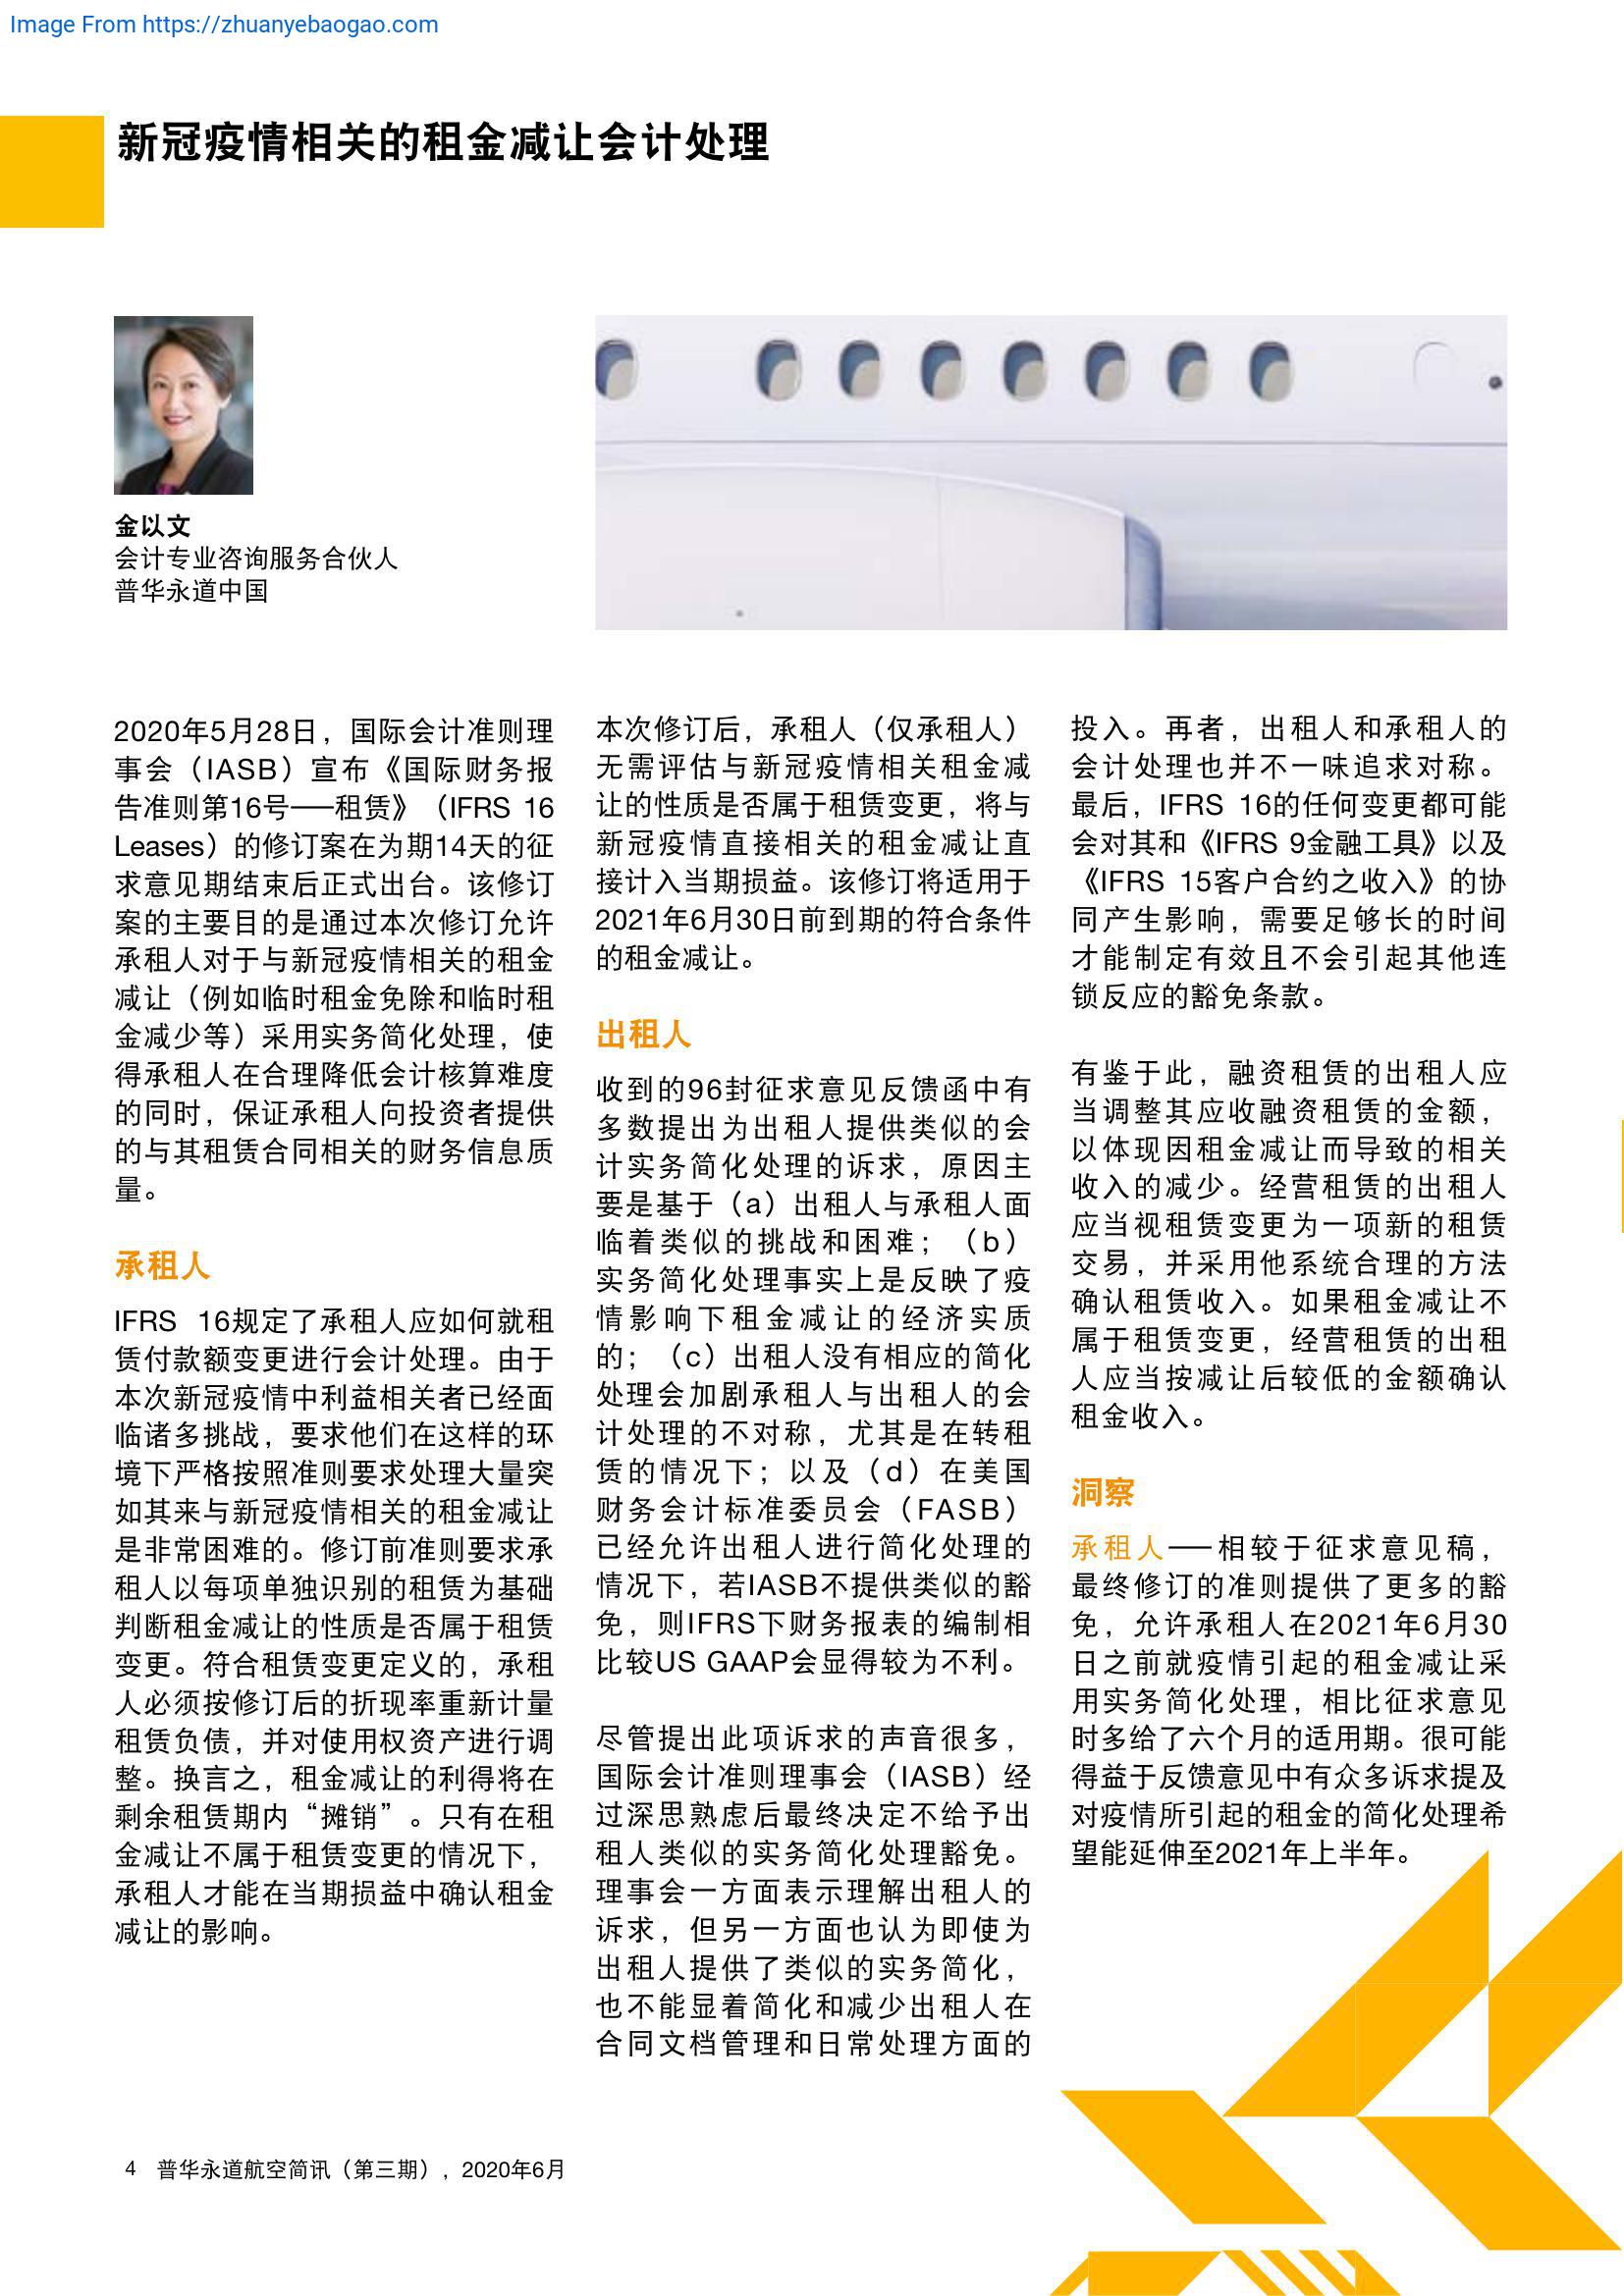 Image From https://zhuanyebaogao.com
新冠疫情相关的租金减让会计处理
金以文
会计专业咨询服务合伙人
普华永道中国
2020年5月28日，国际会计准则理
事会（IASB）宣布《国际财务报
告准则第16号——租赁》（IFRS 16
Leases）的修订案在为期14天的征
求意见期结束后正式出台。该修订
案的主要目的是通过本次修订允许
承租人对于与新冠疫情相关的租金
减让（例如临时租金免除和临时租
金减少等）采用实务简化处理，使
得承租人在合理降低会计核算难度
的同时，保证承租人向投资者提供
的与其租赁合同相关的财务信息质
量。
承租人
IFRS 16规定了承租人应如何就租
赁付款额变更进行会计处理。由于
本次新冠疫情中利益相关者已经面
临诸多挑战，要求他们在这样的环
境下严格按照准则要求处理大量突
如其来与新冠疫情相关的租金减让
是非常困难的。修订前准则要求承
租人以每项单独识别的租赁为基础
判断租金减让的性质是否属于租赁
变更。符合租赁变更定义的，承租
人必须按修订后的折现率重新计量
租赁负债，并对使用权资产进行调
整。换言之，租金减让的利得将在
剩余租赁期内“摊销”。只有在租
金减让不属于租赁变更的情况下，
承租人才能在当期损益中确认租金
减让的影响。
本次修订后，承租人（仅承租人）
无需评估与新冠疫情相关租金减
让的性质是否属于租赁变更，将与
新冠疫情直接相关的租金减让直
接计入当期损益。该修订将适用于
2021年6月30日前到期的符合条件
的租金减让。
出租人
收到的96封征求意见反馈函中有
多数提出为出租人提供类似的会
计实务简化处理的诉求，原因主
要是基于（a）出租人与承租人面
临着类似的挑战和困难；（b）
实务简化处理事实上是反映了疫
情影响下租金减让的经济实质
的；（c）出租人没有相应的简化
处理会加剧承租人与出租人的会
计处理的不对称，尤其是在转租
赁的情况下；以及（d）在美国
财务会计标准委员会（FASB）
已经允许出租人进行简化处理的
情况下，若IASB不提供类似的豁
免，则IFRS下财务报表的编制相
比较US GAAP会显得较为不利。
尽管提出此项诉求的声音很多，
国际会计准则理事会（IASB）经
过深思熟虑后最终决定不给予出
租人类似的实务简化处理豁免。
理事会一方面表示理解出租人的
诉求，但另一方面也认为即使为
出租人提供了类似的实务简化，
也不能显着简化和减少出租人在
合同文档管理和日常处理方面的
投入。再者，出租人和承租人的
会计处理也并不一味追求对称。
最后，IFRS 16的任何变更都可能
会对其和《IFRS 9金融工具》以及
《IFRS 15客户合约之收入》的协
同产生影响，需要足够长的时间
才能制定有效且不会引起其他连
锁反应的豁免条款。
有鉴于此，融资租赁的出租人应
当调整其应收融资租赁的金额，
以体现因租金减让而导致的相关
收入的减少。经营租赁的出租人
应当视租赁变更为一项新的租赁
交易，并采用他系统合理的方法
确认租赁收入。如果租金减让不
属于租赁变更，经营租赁的出租
人应当按减让后较低的金额确认
租金收入。
洞察
承租人——相较于征求意见稿，
最终修订的准则提供了更多的豁
免，允许承租人在2021年6月30
日之前就疫情引起的租金减让采
用实务简化处理，相比征求意见
时多给了六个月的适用期。很可能
得益于反馈意见中有众多诉求提及
对疫情所引起的租金的简化处理希
望能延伸至2021年上半年。
4 普华永道航空简讯（第三期），2020年6月